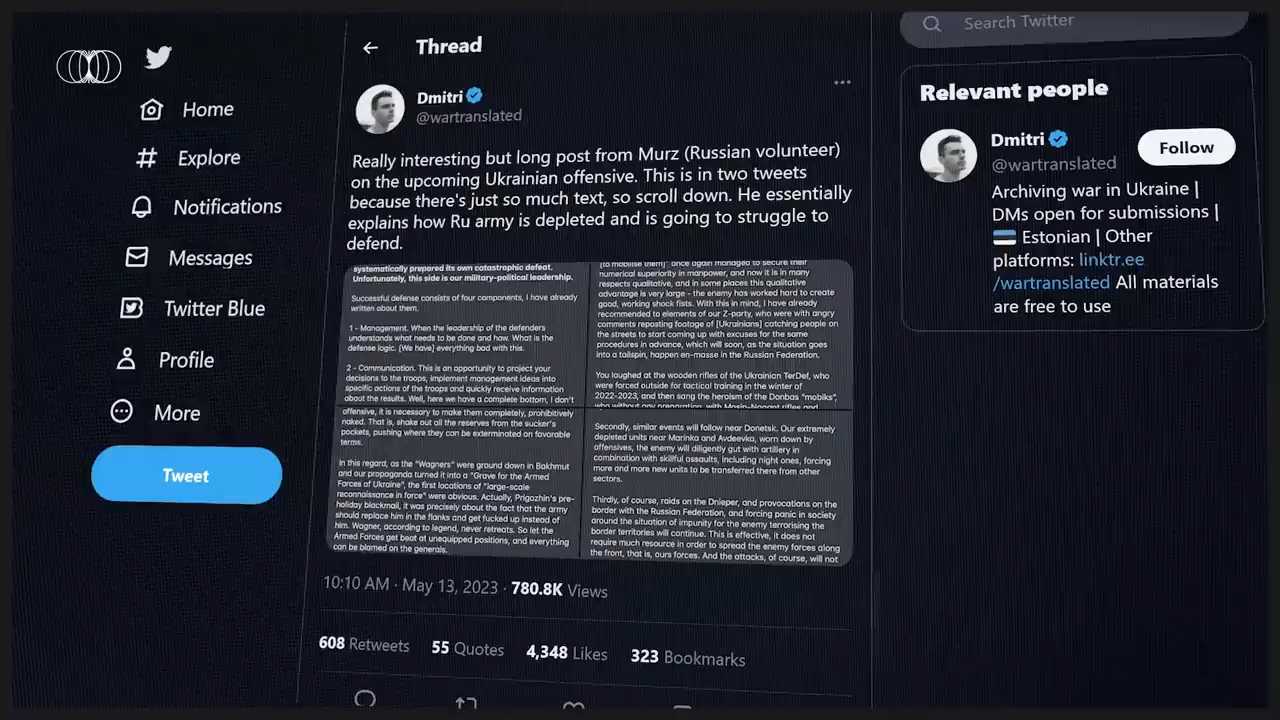 Home
Explore
Notifications
Messages
Twitter Blue
Profile
More
Tweet
Thread
Dmitri
@wartranslated
Really interesting but long post from Murz (Russian volunteer)
on the upcoming Ukrainian offensive. This is in two tweets
because there's just so much text, so scroll down. He essentially
explains how Ru army is depleted and is going to struggle to
defend.
systematically prepared its own catastrophic defeat.
Unfortunately, this side is our military-political leadership.
Successful defense consists of four components, I have already
written about them.
1 - Management. When the leadership of the defenders
understands what needs to be done and how. What is the
defense logic. [We have] everything bad with this.
2 - Communication. This is an opportunity to project your
decisions to the troops, implement management ideas into
specific actions of the troops and quickly receive information
about the results. Well, here we have a complete bottom, I don't
[to mobilise them]" once again managed to secure their
numerical superiority in manpower, and now it is in many
respects qualitative, and in some places this qualitative
advantage is very large - the enemy has worked hard to create
good, working shock fists. With this in mind, I have already
recommended to elements of our Z-party, who were with angry
comments reposting footage of [Ukrainians] catching people on
the streets to start coming up with excuses for the same
procedures in advance, which will soon, as the situation goes
into a tailspin, happen en-masse in the Russian Federation.
You laughed at the wooden rifles of the Ukrainian TerDef, who
were forced outside for tactical training in the winter of
2022-2023, and then sang the heroism of the Donbas "mobiks",
who without any preparation, with Mosin-Nagant rifles and
offensive, it is necessary to make them completely, prohibitively
naked. That is, shake out all the reserves from the sucker's
pockets, pushing where they can be exterminated on favorable
terms.
In this regard, as the "Wagners" were ground down in Bakhmut
and our propaganda turned it into a "Grave for the Armed
Forces of Ukraine", the first locations of "large-scale
reconnaissance in force" were obvious. Actually, Prigozhin's pre-
holiday blackmail, it was precisely about the fact that the army
should replace him in the flanks and get fucked up instead of
him. Wagner, according to legend, never retreats. So let the
Armed Forces get beat at unequipped positions, and everything
can be blamed on the generals.
Secondly, similar events will follow near Donetsk. Our extremely
depleted units near Marinka and Avdeevka, worn down by
offensives, the enemy will diligently gut with artillery in
combination with skillful assaults, including night ones, forcing
more and more new units to be transferred there from other
sectors.
Thirdly, of course, raids on the Dnieper, and provocations on the
border with the Russian Federation, and forcing panic in society
around the situation of impunity for the enemy terrorising the
border territories will continue. This is effective, it does not
require much resource in order to spread the enemy forces along
the front, that is, ours forces. And the attacks, of course, will not
10:10 AM · May 13, 2023 · 780.8K Views
608 Retweets 55 Quotes 4,348 Likes 323 Bookmarks
Search Twitter
Relevant people
Dmitri
@wartranslated
Follow
Archiving war in Ukraine |
DMs open for submissions |
Estonian | Other
platforms: linktr.ee
/wartranslated All materials
are free to use